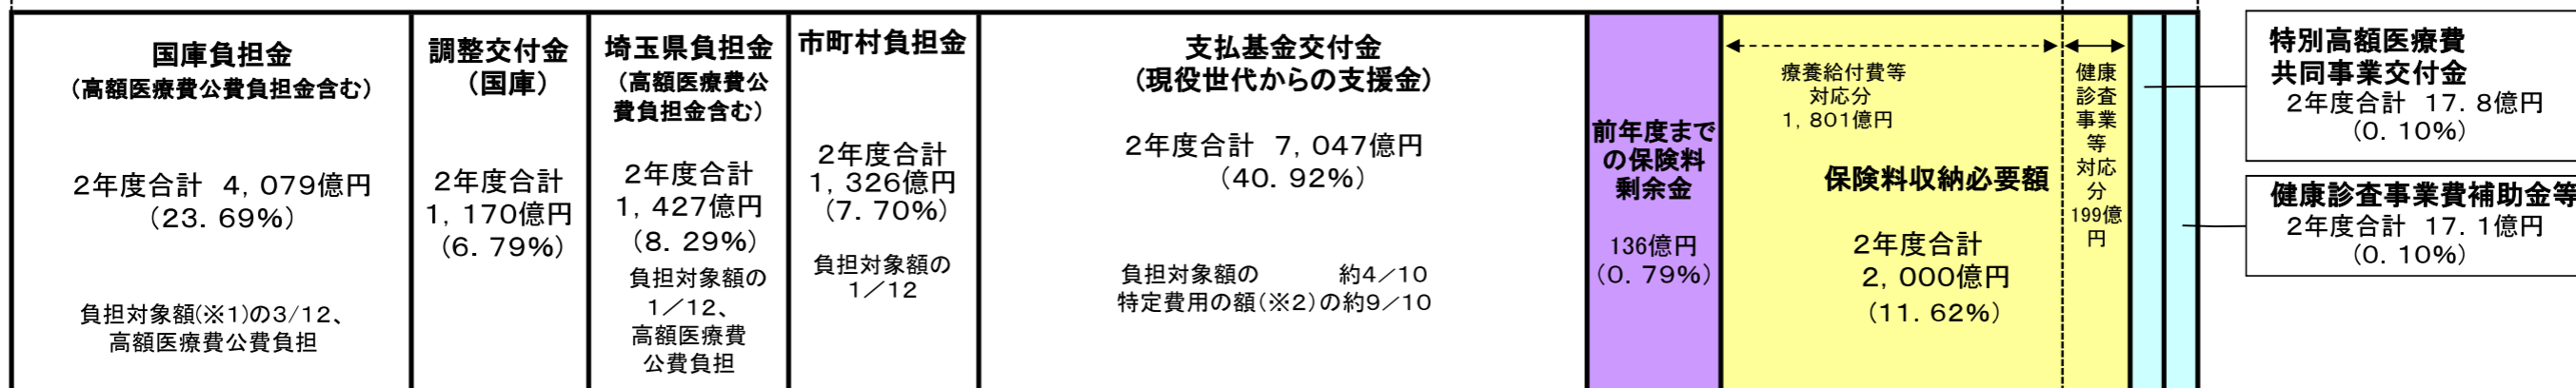 国庫負担金
(高額医療費公費負担金含む)
2年度合計 4,079億円
(23.69%)
負担対象額(※1)の3/12、
高額医療費公費負担
調整交付金
(国庫)
2年度合計
1,170億円
(6.79%)
埼玉県負担金
(高額医療費公
費負担金含む)
2年度合計
1,427億円
(8.29%)
負担対象額の
1/12、
高額医療費
公費負担
市町村負担金
2年度合計
1,326億円
(7.70%)
負担対象額の
1/12
支払基金交付金
(現役世代からの支援金)
2年度合計 7,047億円
(40.92%)
負担対象額の 約4/10
特定費用の額(※2)の約9/10
前年度まで
の保険料
剰余金
136億円
(0.79%)
療養給付費等
対応分
1,801億円
保険料収納必要額
2年度合計
2,000億円
(11.62%)
健康
診査
事業
等
対応
分
199億
円
特別高額医療費
共同事業交付金
2年度合計 17.8億円
(0.10%)
健康診査事業費補助金等
2年度合計 17.1億円
(0.10%)